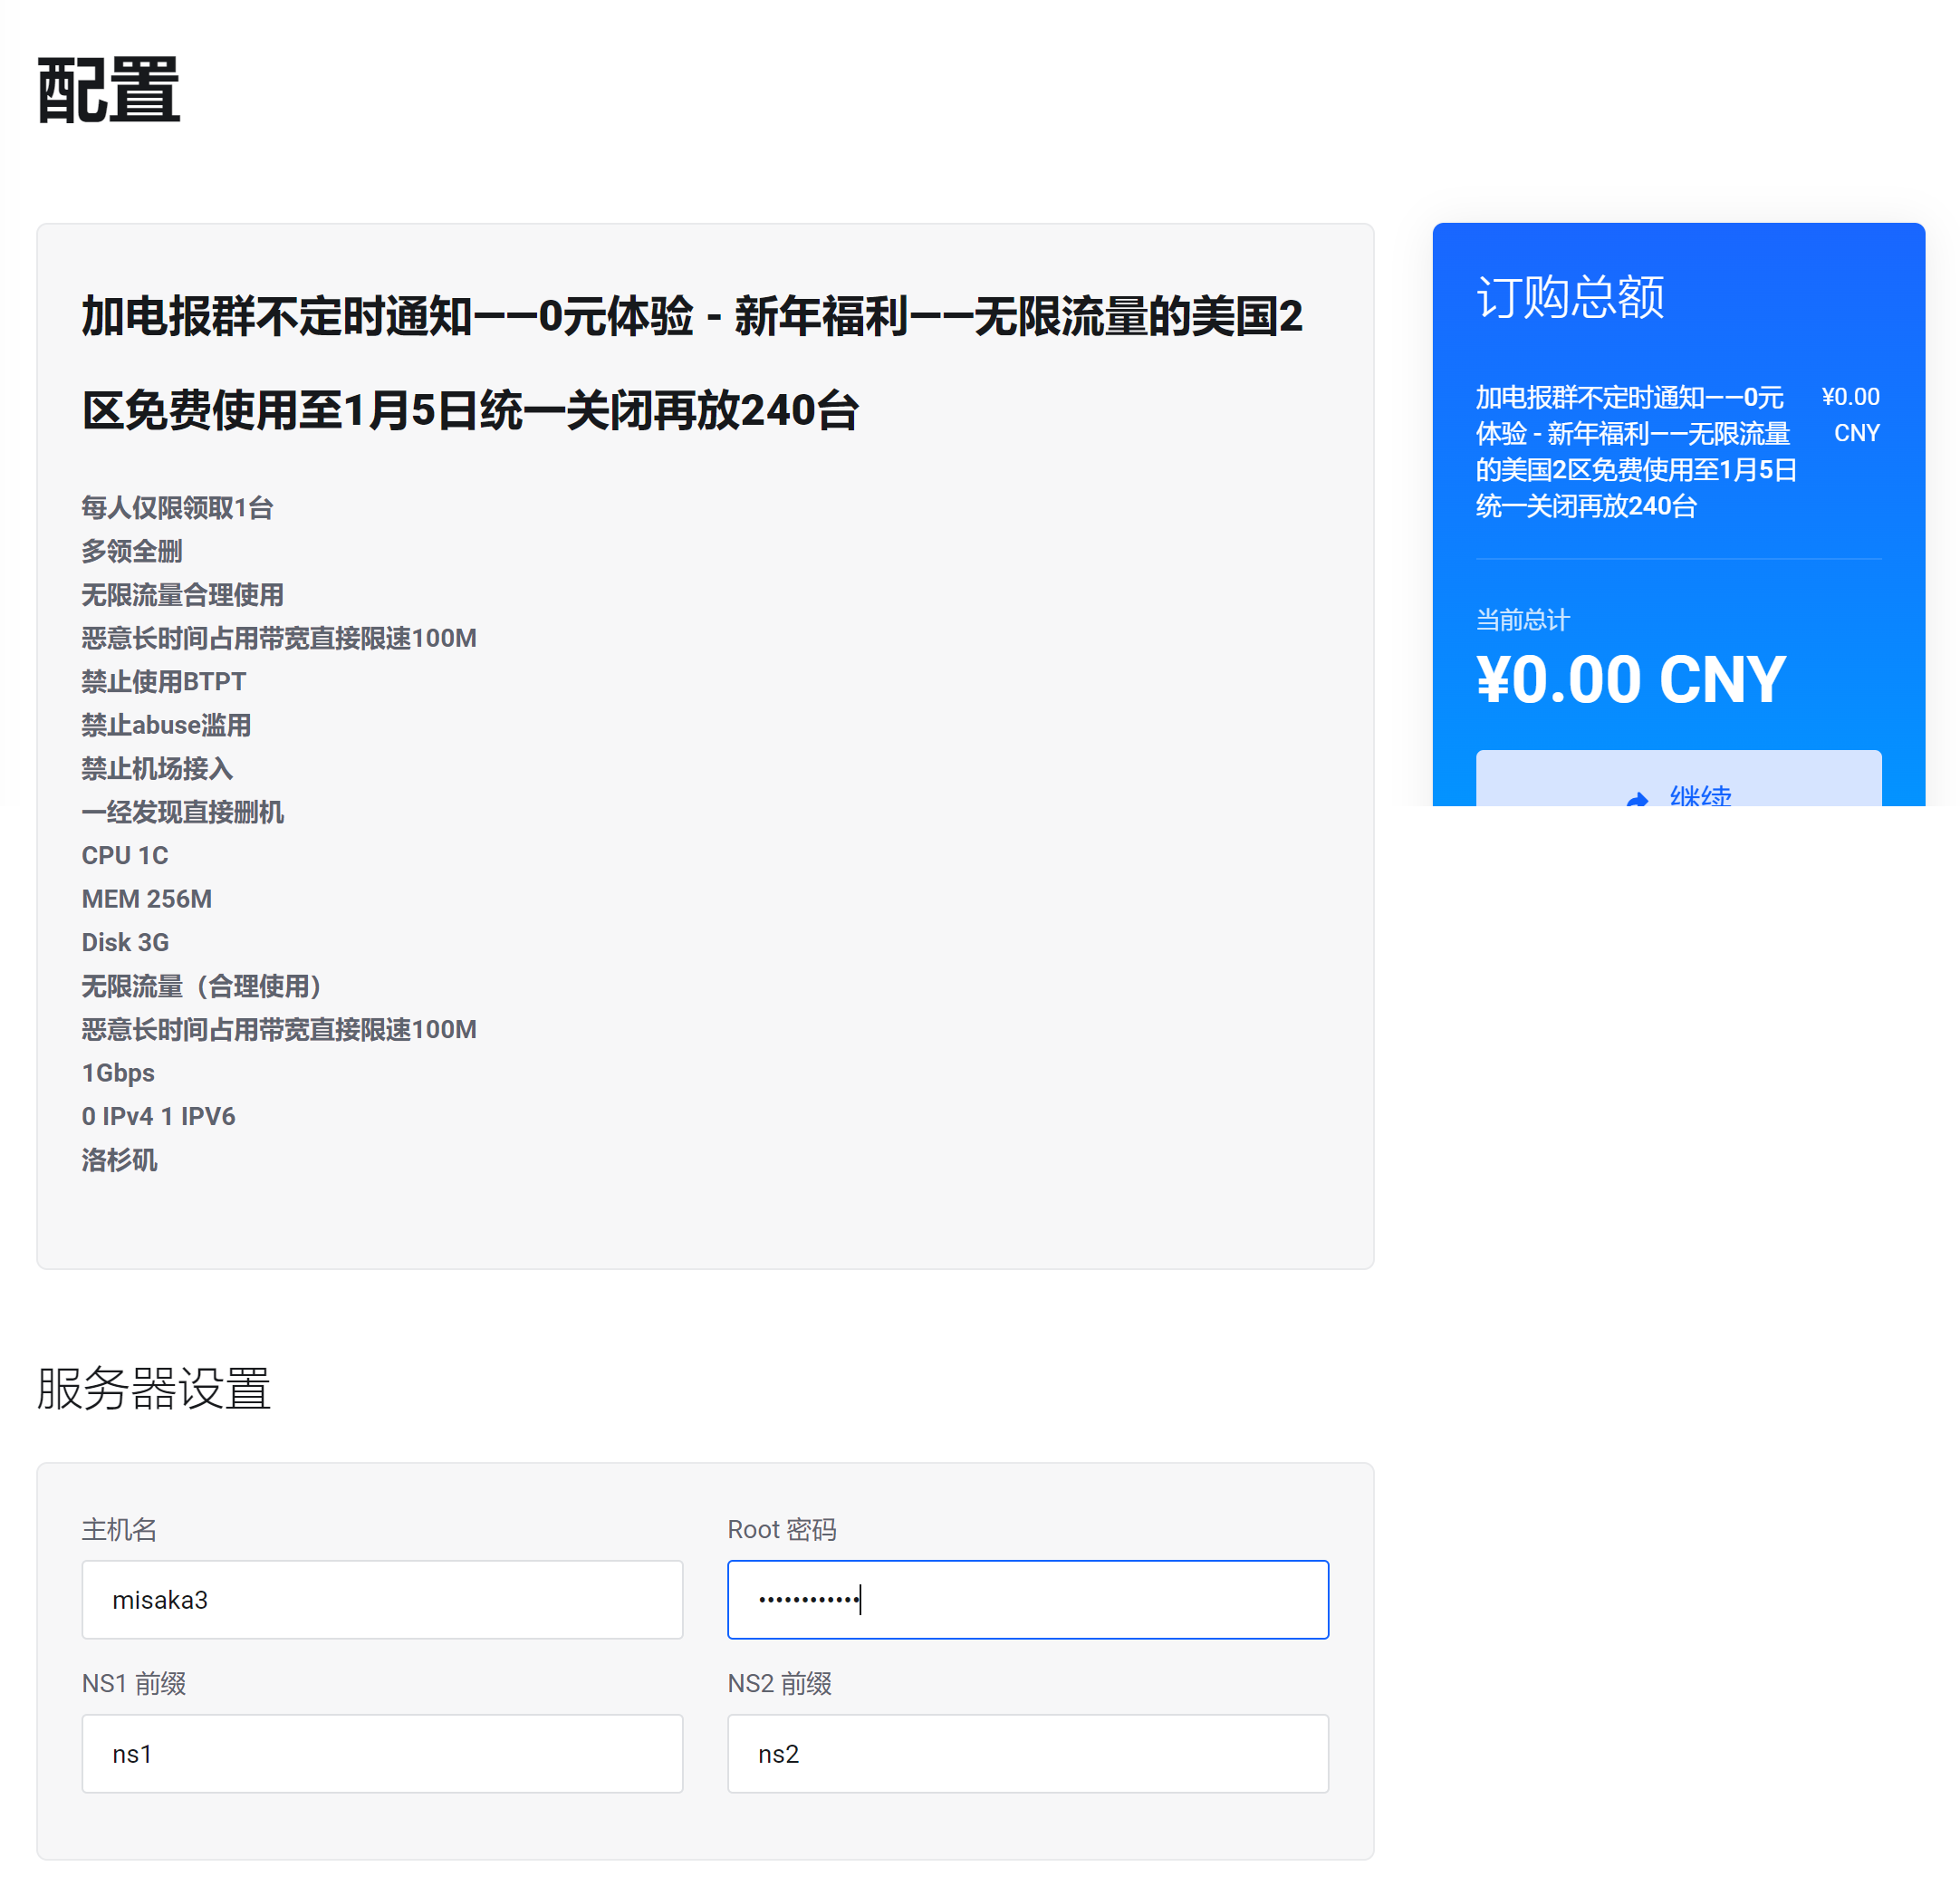 配置
加电报群不定时通知——0元体验 - 新年福利——无限流量的美国2
区免费使用至1月5日统一关闭再放240台
每人仅限领取1台
多领全删
无限流量合理使用
恶意长时间占用带宽直接限速100M
禁止使用BTPT
禁止abuse滥用
禁止机场接入
一经发现直接删机
CPU 1C
MEM 256M
Disk 3G
无限流量（合理使用）
恶意长时间占用带宽直接限速100M
1Gbps
0 IPv4 1 IPV6
洛杉矶
订购总额
加电报群不定时通知——0元 ¥0.00
体验 - 新年福利——无限流量 CNY
的美国2区免费使用至1月5日
统一关闭再放240台
当前总计
¥0.00 CNY
继续
服务器设置
主机名 Root 密码
misaka3 ••••••••••••
NS1 前缀 NS2 前缀
ns1 ns2